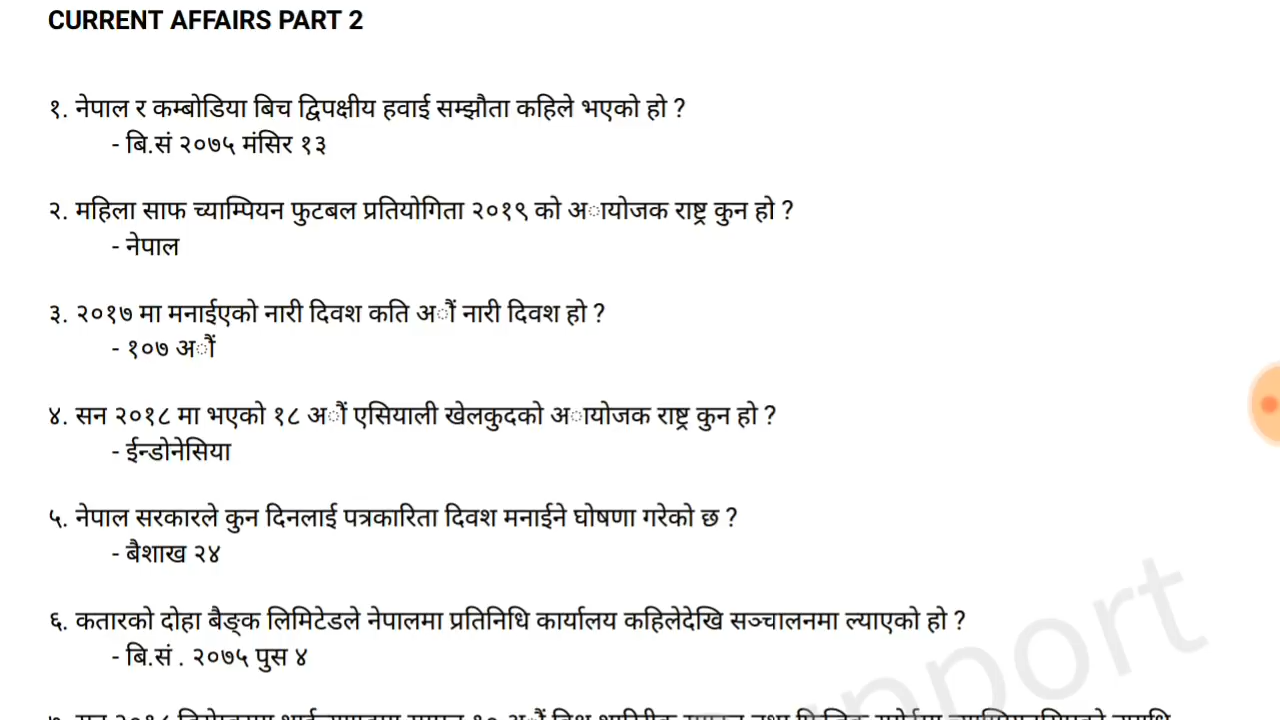 CURRENT AFFAIRS PART 2
१. नेपाल र कम्बोडिया बिच द्विपक्षीय हवाई सम्झौता कहिले भएको हो ?
- बि.सं २०७५ मंसिर १३
२. महिला साफ च्याम्पियन फुटबल प्रतियोगिता २०१९ को अायोजक राष्ट्र कुन हो ?
- नेपाल
३. २०१७ मा मनाईएको नारी दिवश कति अौं नारी दिवश हो ?
- १०७ अौं
४. सन २०१८ मा भएको १८ अौं एसियाली खेलकुदको अायोजक राष्ट्र कुन हो ?
- ईन्डोनेसिया
५. नेपाल सरकारले कुन दिनलाई पत्रकारिता दिवश मनाईने घोषणा गरेको छ ?
- बैशाख २४
६. कतारको दोहा बैङ्क लिमिटेडले नेपालमा प्रतिनिधि कार्यालय कहिलेदेखि सञ्चालनमा ल्याएको हो ?
- बि.सं . २०७५ पुस ४